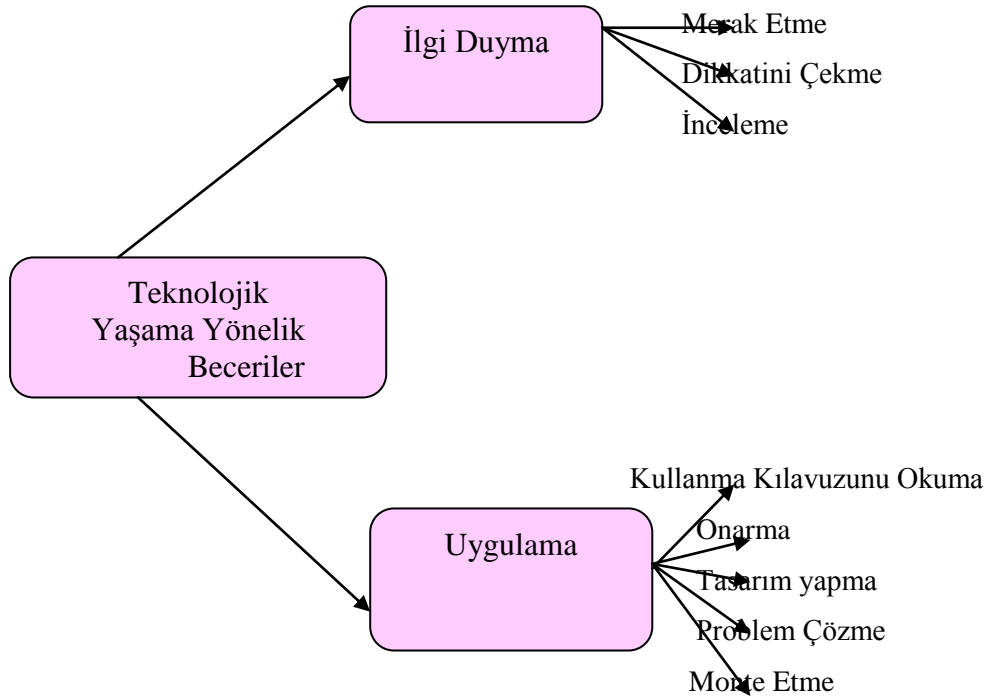 İlgi Duyma
Merak Etme
Dikkatini Çekme
İnceleme
Teknolojik
Yaşama Yönelik
Beceriler
Uygulama
Kullanma Kılavuzunu Okuma
Onarma
Tasarım yapma
Problem Çözme
Monte Etme